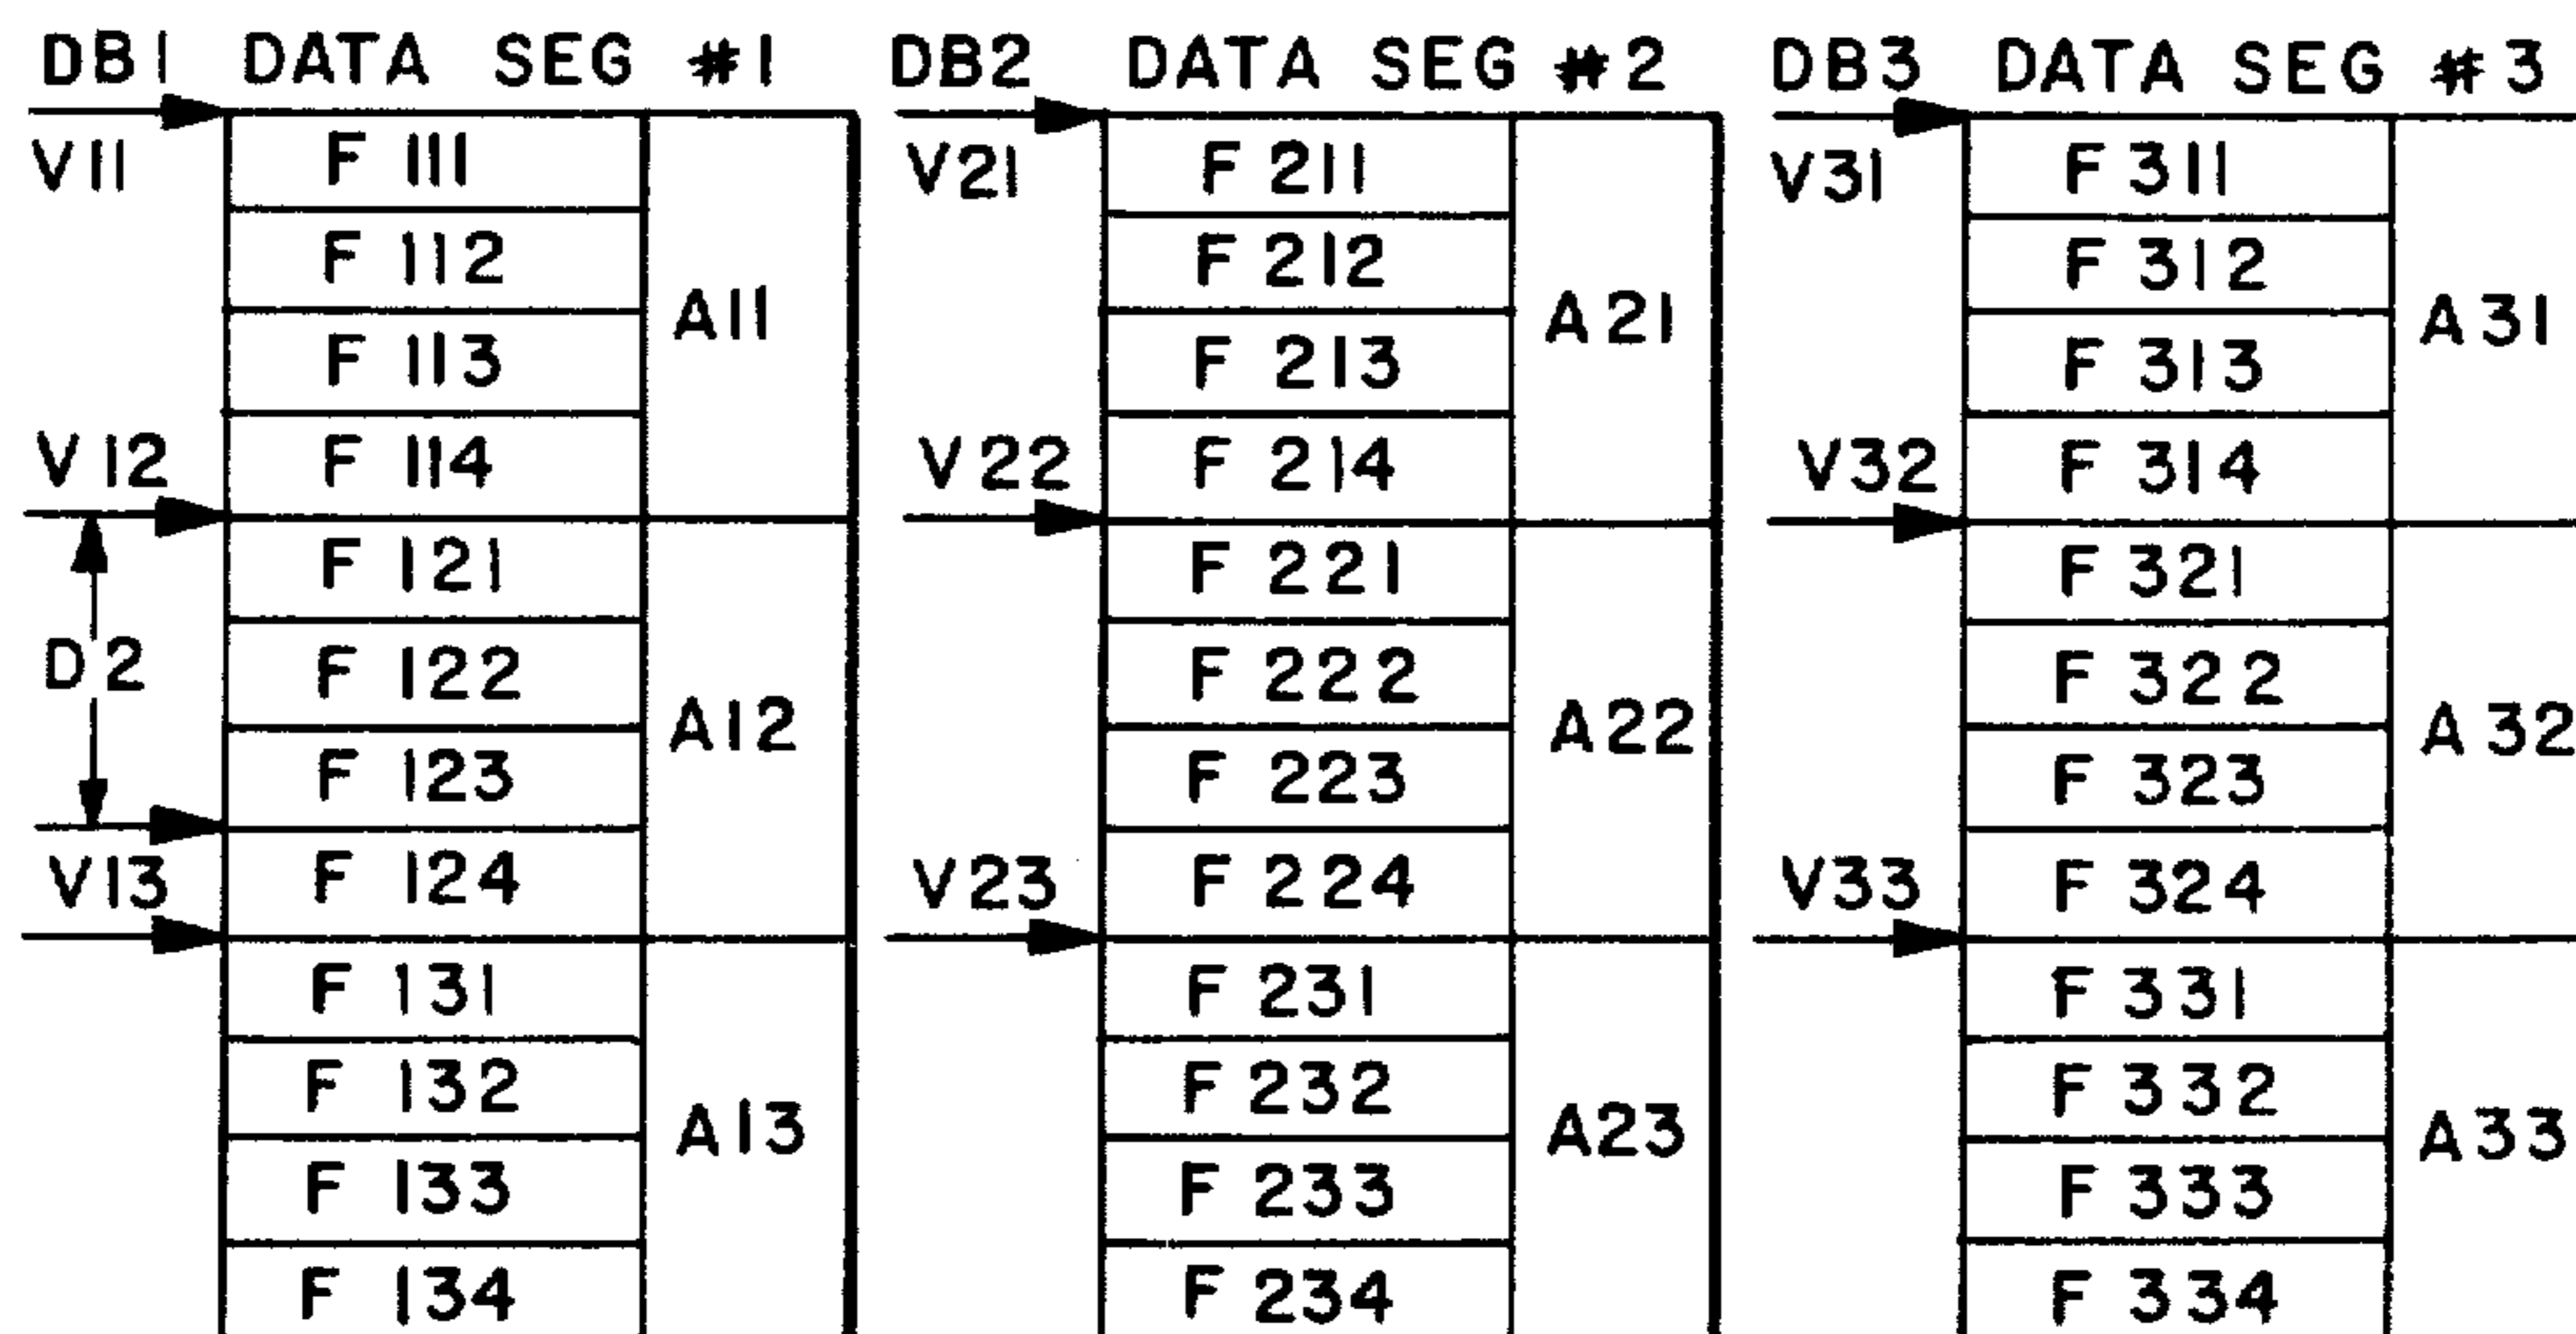 DB1 DATA SEG #1 DB2 DATA SEG #2 DB3 DATA SEG #3
V11 F 111 V21 F 211 V31 F 311
F 112 F 212 F 312
A11 A21 A31
F 113 F 213 F 313
V12 F 114 V22 F 214 V32 F 314
F 121 F 221 F 321
D2 F 122 F 222 F 322
A12 A22 A32
F 123 F 223 F 323
V13 F 124 V23 F 224 V33 F 324
F 131 F 231 F 331
F 132 F 232 F 332
A13 A23 A33
F 133 F 233 F 333
F 134 F 234 F 334